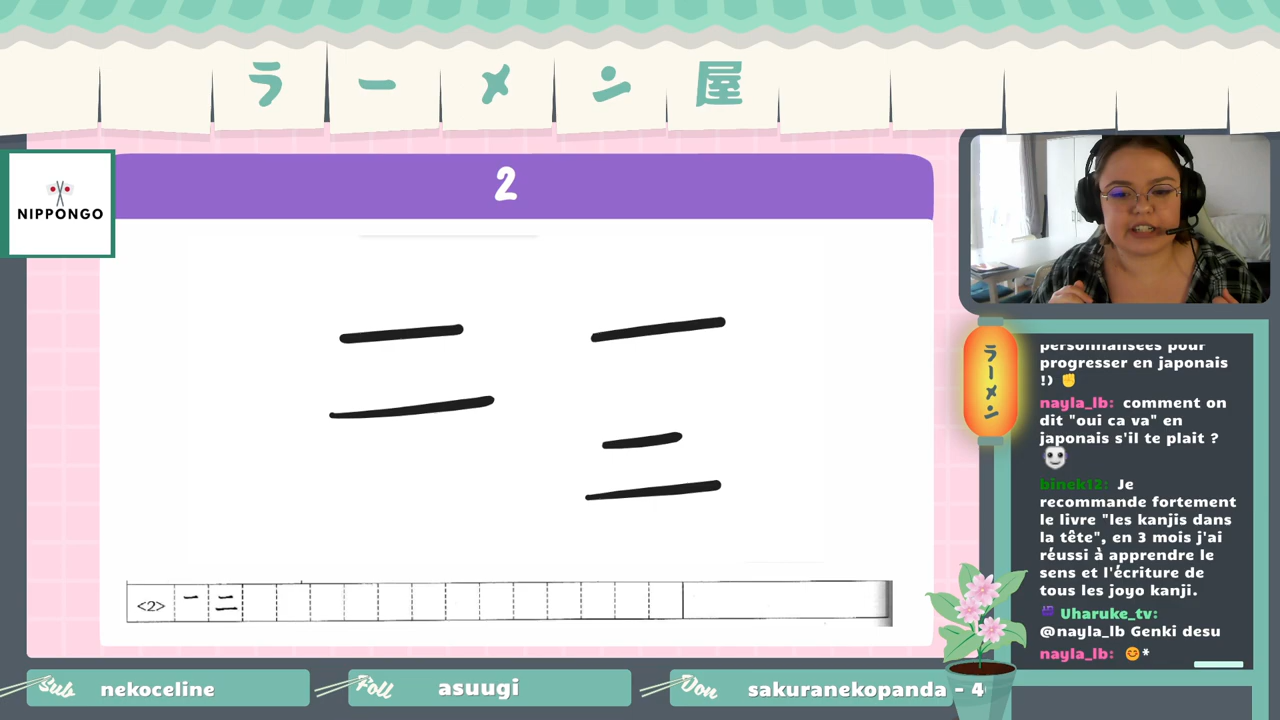 ラーメン屋
NIPPONGO
2
二
<2>
一 二
ラーメン
personnalisées pour
progresser en japonais
!) ✊
nayla_lb: comment on
dit "oui ca va" en
japonais s'il te plait ?
binek12: Je
recommande fortement
le livre "les kanjis dans
la tête", en 3 mois j'ai
réussi à apprendre le
sens et l'écriture de
tous les joyo kanji.
Uharuke_tv:
@nayla_lb Genki desu
nayla_lb: 😊*
Sub nekoceline
Foll asuugi
Don sakuranekopanda - 4